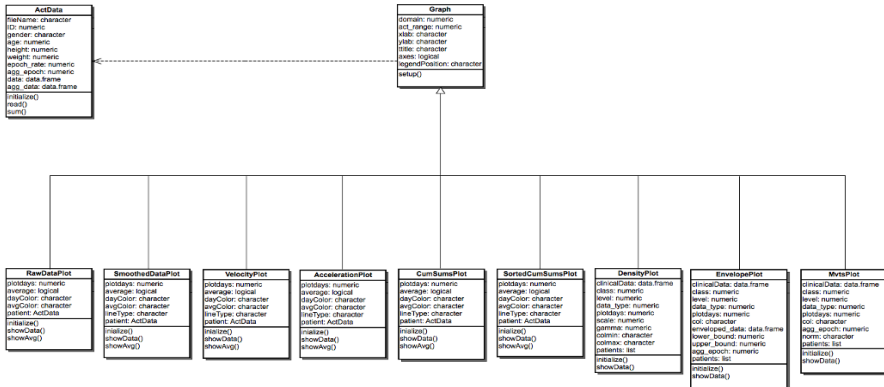 ActData
fileName: character
ID: numeric
gender: character
age: numeric
height: numeric
weight: numeric
epoch_rate: numeric
agg_epoch: numeric
data: data.frame
agg_data: data.frame
initialize()
read()
sum()
Graph
domain: numeric
act_range: numeric
xlab: character
ylab: character
ttitle: character
axes: logical
legendPosition: character
setup()
RawDataPlot
plotdays: numeric
average: logical
dayColor: character
avgColor: character
patient: ActData
initialize()
showData()
showAvg()
SmoothedDataPlot
plotdays: numeric
average: logical
dayColor: character
avgColor: character
lineType: character
patient: ActData
inialize()
showData()
showAvg()
VelocityPlot
plotdays: numeric
average: logical
dayColor: character
avgColor: character
lineType: character
patient: ActData
inialize()
showData()
showAvg()
AccelerationPlot
plotdays: numeric
average: logical
dayColor: character
avgColor: character
lineType: character
patient: ActData
inialize()
showData()
showAvg()
CumSumsPlot
plotdays: numeric
average: logical
dayColor: character
avgColor: character
lineType: character
patient: ActData
inialize()
showData()
showAvg()
SortedCumSumsPlot
plotdays: numeric
average: logical
dayColor: character
avgColor: character
lineType: character
patient: ActData
inialize()
showData()
showAvg()
DensityPlot
clinicalData: data.frame
class: numeric
level: numeric
data_type: numeric
plotdays: numeric
scale: numeric
gamma: numeric
colmin: character
colmax: character
patients: list
initialize()
showData()
EnvelopePlot
clinicalData: data.frame
class: numeric
level: numeric
data_type: numeric
plotdays: numeric
col: character
enveloped_data: data.frame
lower_bound: numeric
upper_bound: numeric
agg_epoch: numeric
patients: list
initialize()
showData()
MvtsPlot
clinicalData: data.frame
class: numeric
level: numeric
data_type: numeric
plotdays: numeric
col: character
agg_epoch: numeric
norm: character
patients: list
initialize()
showData()